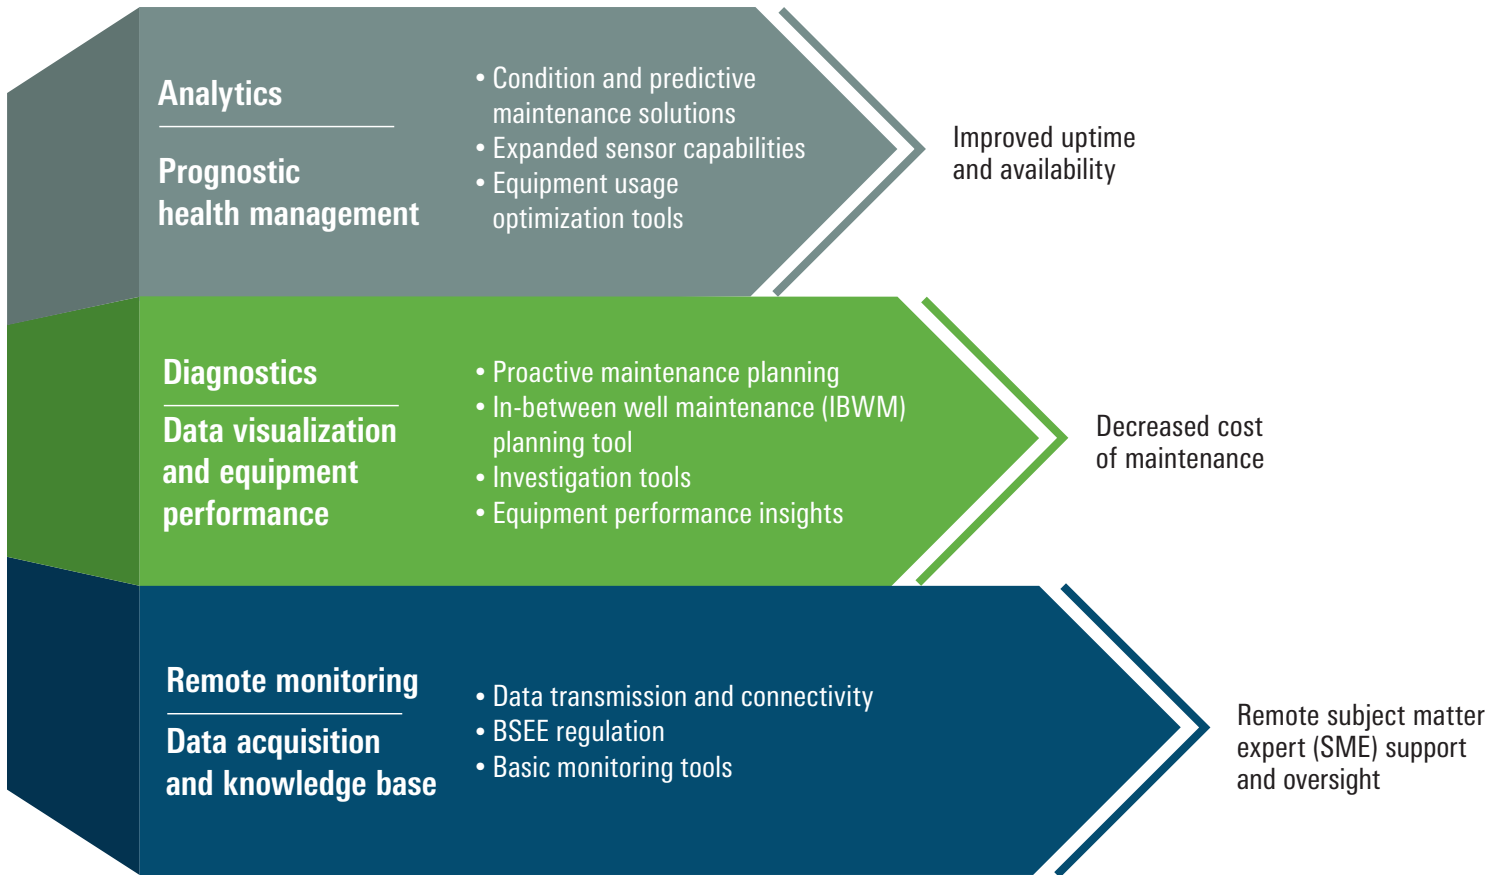 Analytics
Prognostic
health management
• Condition and predictive
maintenance solutions
• Expanded sensor capabilities
• Equipment usage
optimization tools
Improved uptime
and availability
Diagnostics
Data visualization
and equipment
performance
• Proactive maintenance planning
• In-between well maintenance (IBWM)
planning tool
• Investigation tools
• Equipment performance insights
Decreased cost
of maintenance
Remote monitoring
Data acquisition
and knowledge base
• Data transmission and connectivity
• BSEE regulation
• Basic monitoring tools
Remote subject matter
expert (SME) support
and oversight